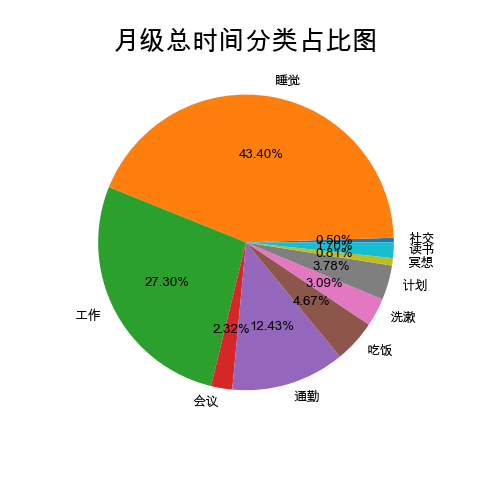 月级总时间分类占比图
睡觉
43.40%
社交
0.50%
读书
1.70%
冥想
0.81%
计划
3.78%
洗漱
3.09%
吃饭
4.67%
通勤
12.43%
会议
2.32%
工作
27.30%